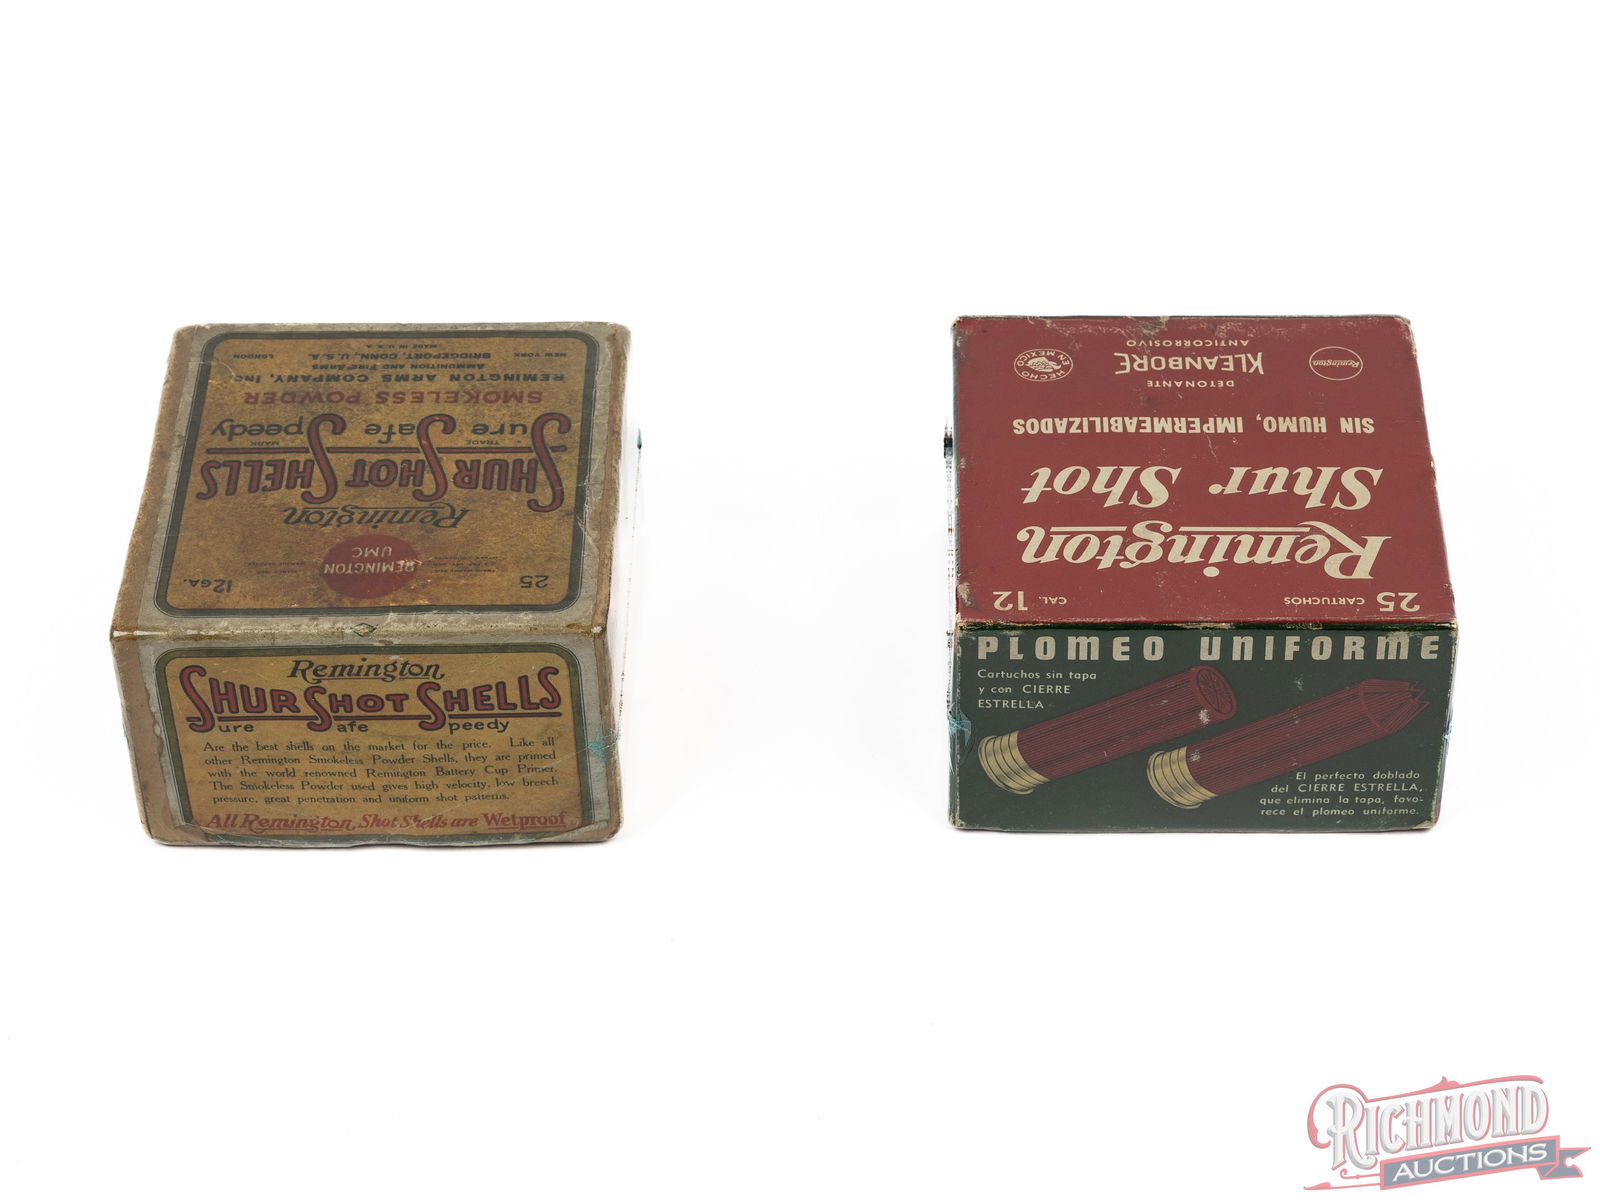 25 12GA.
REMINGTON
UMC
Remington
SHUR SHOT SHELLS
TRADE MARK
Sure Safe Speedy
SMOKELESS POWDER
REMINGTON ARMS COMPANY, INC.
AMMUNITION AND FIREARMS
NEW YORK BRIDGEPORT, CONN., U.S.A. LONDON
MADE IN U.S.A.
Remington
SHUR SHOT SHELLS
ure afe peedy
Are the best shells on the market for the price. Like all
other Remington Smokeless Powder Shells, they are primed
with the world renowned Remington Battery Cup Primer.
The Smokeless Powder used gives high velocity, low breech
pressure, great penetration and uniform shot patterns.
All Remington Shot Shells are Wetproof
25 CARTUCHOS CAL. 12
Remington
Shur Shot
SIN HUMO, IMPERMEABILIZADOS
DETONANTE
KLEANBORE
ANTICORROSIVO
Remington
HECHO EN MEXICO
PLOMEO UNIFORME
Cartuchos sin tapa
y con CIERRE
ESTRELLA
El perfecto doblado
del CIERRE ESTRELLA,
que elimina la tapa, favo-
rece el plomeo uniforme.
RICHMOND
AUCTIONS